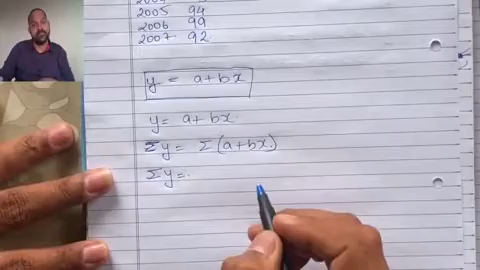 2005 94
2006 99
2007 92.
y = a+bx
y = a+bx.
Σy = Σ(a+bx)
Σy =